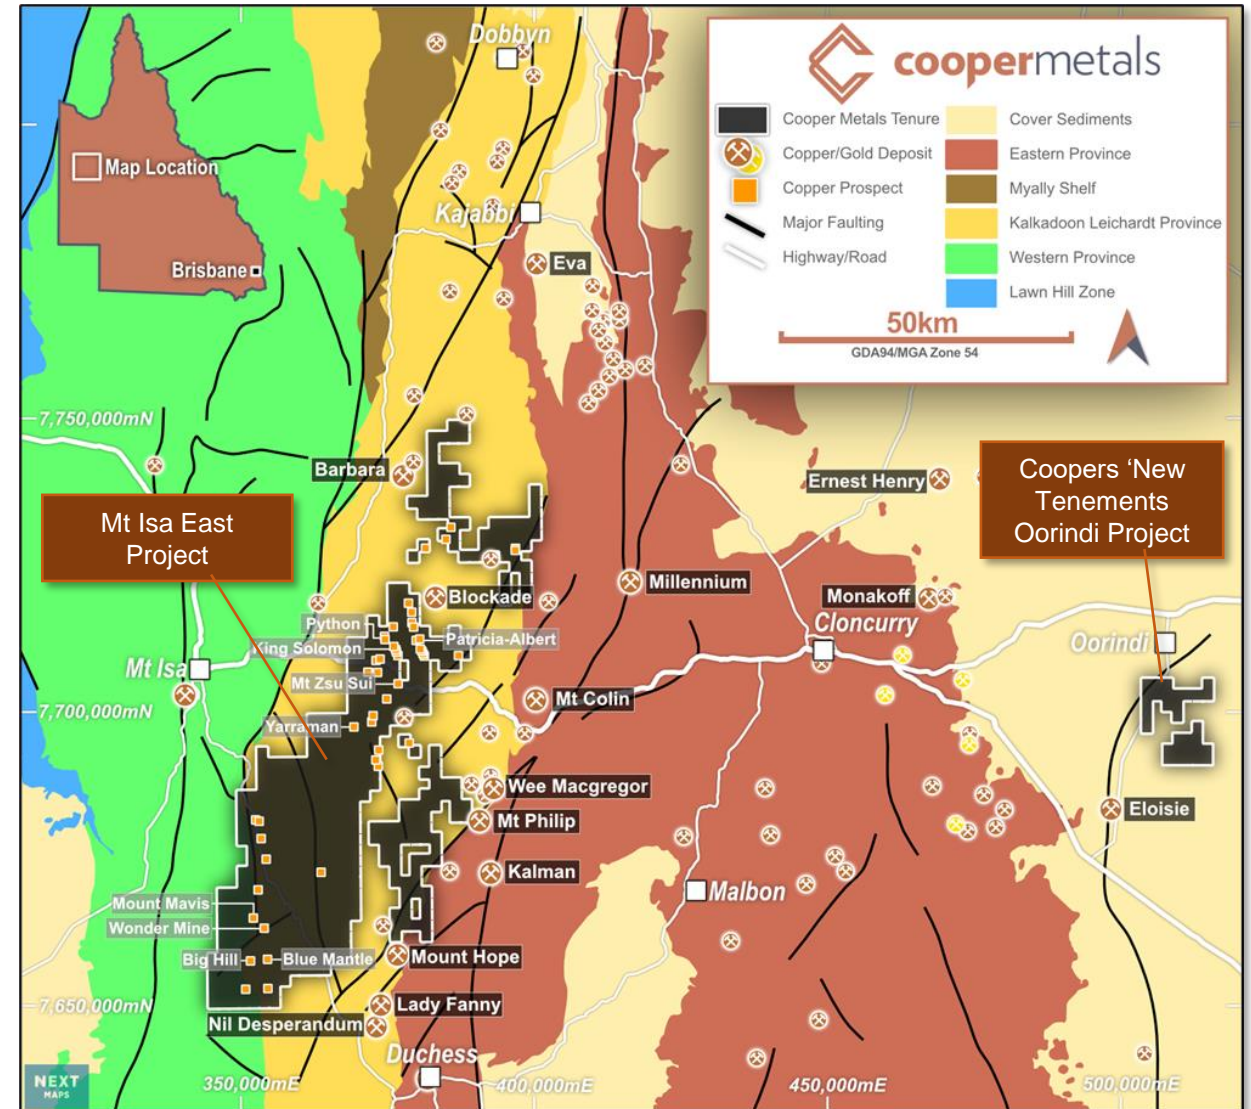 Dobbyn
coopermetals
Cooper Metals Tenure
Cover Sediments
Copper/Gold Deposit
Eastern Province
Copper Prospect
Myally Shelf
Major Faulting
Kalkadoon Leichardt Province
Highway/Road
Western Province
Lawn Hill Zone
50km
GDA94/MGA Zone 54
Map Location
Brisbane
Kajabbi
Eva
7,750,000mN
Barbara
Ernest Henry
Coopers ‘New
Tenements
Oorindi Project
Mt Isa East
Project
Millennium
Blockade
Monakoff
Python
Cloncurry
King Solomon
Patricia-Albert
Oorindi
Mt Isa
Mt Zsu Sui
Mt Colin
7,700,000mN
Yarraman
Wee Macgregor
Eloisie
Mt Philip
Kalman
Malbon
Mount Mavis
Wonder Mine
Big Hill
Blue Mantle
Mount Hope
7,650,000mN
Lady Fanny
Nil Desperandum
Duchess
NEXT
MAPS
350,000mE
400,000mE
450,000mE
500,000mE